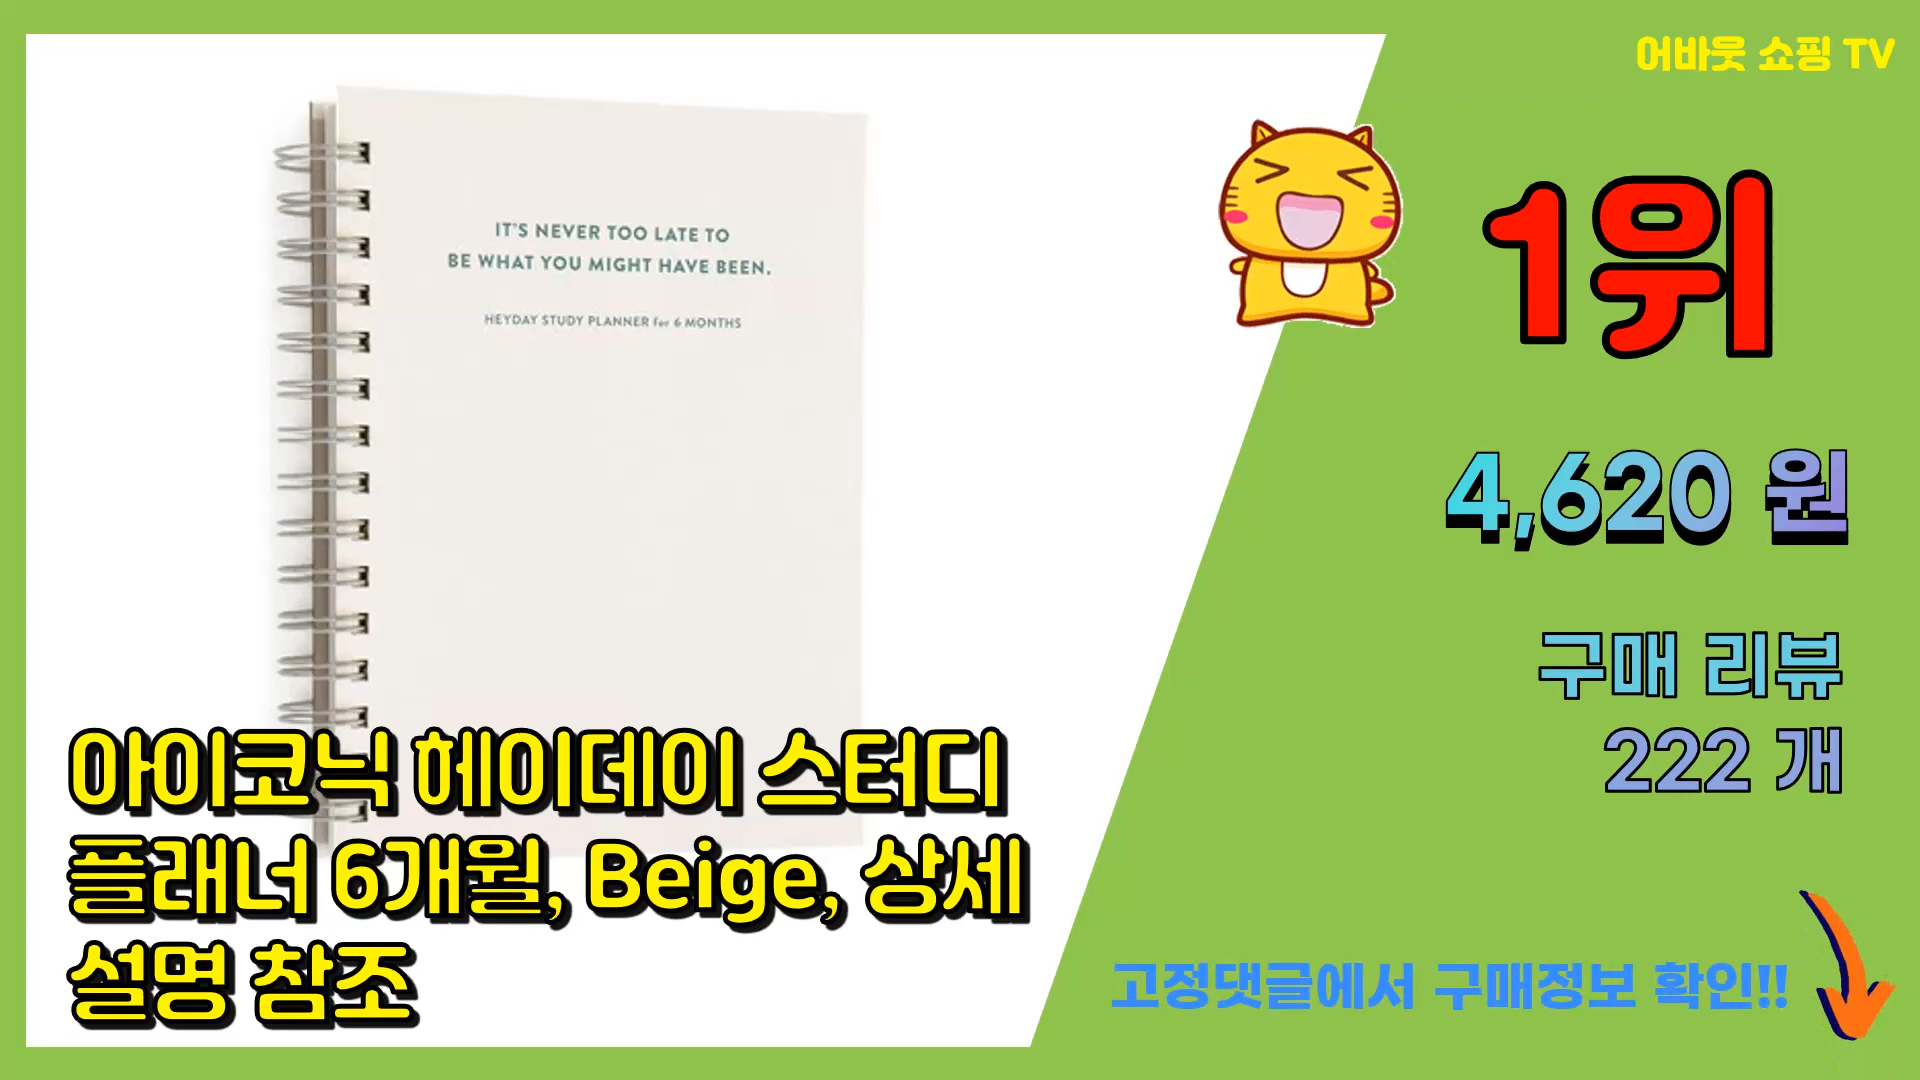 어바웃 쇼핑 TV
IT'S NEVER TOO LATE TO
BE WHAT YOU MIGHT HAVE BEEN.
HEYDAY STUDY PLANNER for 6 MONTHS
1위
4,620 원
구매 리뷰
222 개
아이코닉 헤이데이 스터디
플래너 6개월, Beige, 상세
설명 참조
고정댓글에서 구매정보 확인!!